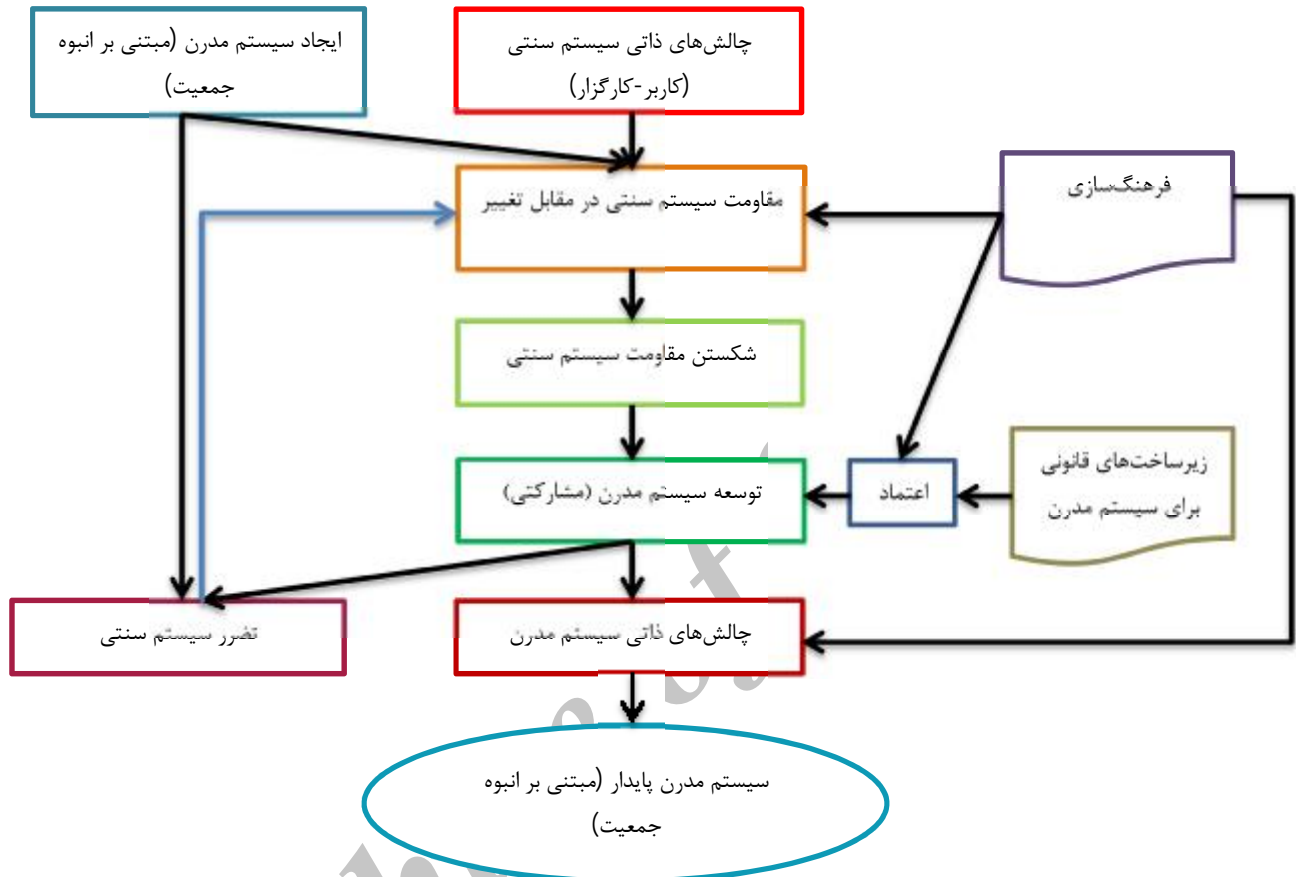 ایجاد سیستم مدرن (مبتنی بر انبوه
جمعیت)
چالش‌های ذاتی سیستم سنتی
(کاربر-کارگزار)
مقاومت سیستم سنتی در مقابل تغییر
فرهنگ‌سازی
شکستن مقاومت سیستم سنتی
توسعه سیستم مدرن (مشارکتی)
اعتماد
زیرساخت‌های قانونی
برای سیستم مدرن
تضرر سیستم سنتی
چالش‌های ذاتی سیستم مدرن
سیستم مدرن پایدار (مبتنی بر انبوه
جمعیت)